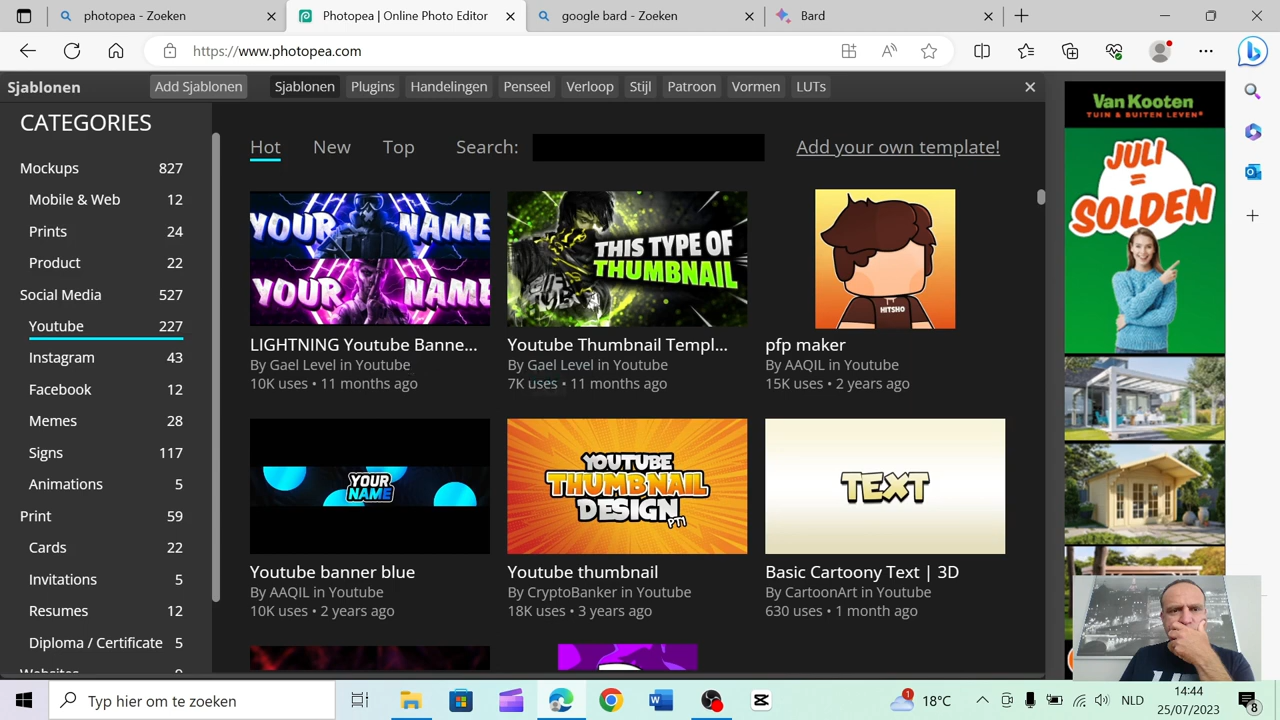 photopea - Zoeken
Photopea | Online Photo Editor
google bard - Zoeken
Bard
https://www.photopea.com
Sjablonen
Add Sjablonen
Sjablonen
Plugins
Handelingen
Penseel
Verloop
Stijl
Patroon
Vormen
LUTs
CATEGORIES
Mockups 827
Mobile & Web 12
Prints 24
Product 22
Social Media 527
Youtube 227
Instagram 43
Facebook 12
Memes 28
Signs 117
Animations 5
Print 59
Cards 22
Invitations 5
Resumes 12
Diploma / Certificate 5
Hot New Top Search:
Add your own template!
YOUR NAME
YOUR NAME
LIGHTNING Youtube Banne...
By Gael Level in Youtube
10K uses • 11 months ago
THIS TYPE OF
THUMBNAIL
Youtube Thumbnail Templ...
By Gael Level in Youtube
7K uses • 11 months ago
HITSHO
pfp maker
By AAQIL in Youtube
15K uses • 2 years ago
YOUR
NAME
Youtube banner blue
By AAQIL in Youtube
10K uses • 2 years ago
YOUTUBE
THUMBNAIL
DESIGN
PT1
Youtube thumbnail
By CryptoBanker in Youtube
18K uses • 3 years ago
TEXT
Basic Cartoony Text | 3D
By CartoonArt in Youtube
630 uses • 1 month ago
Van Kooten
TUIN & BUITEN LEVEN®
JULI
=
SOLDEN
Typ hier om te zoeken
1
18°C
NLD
14:44
25/07/2023
8